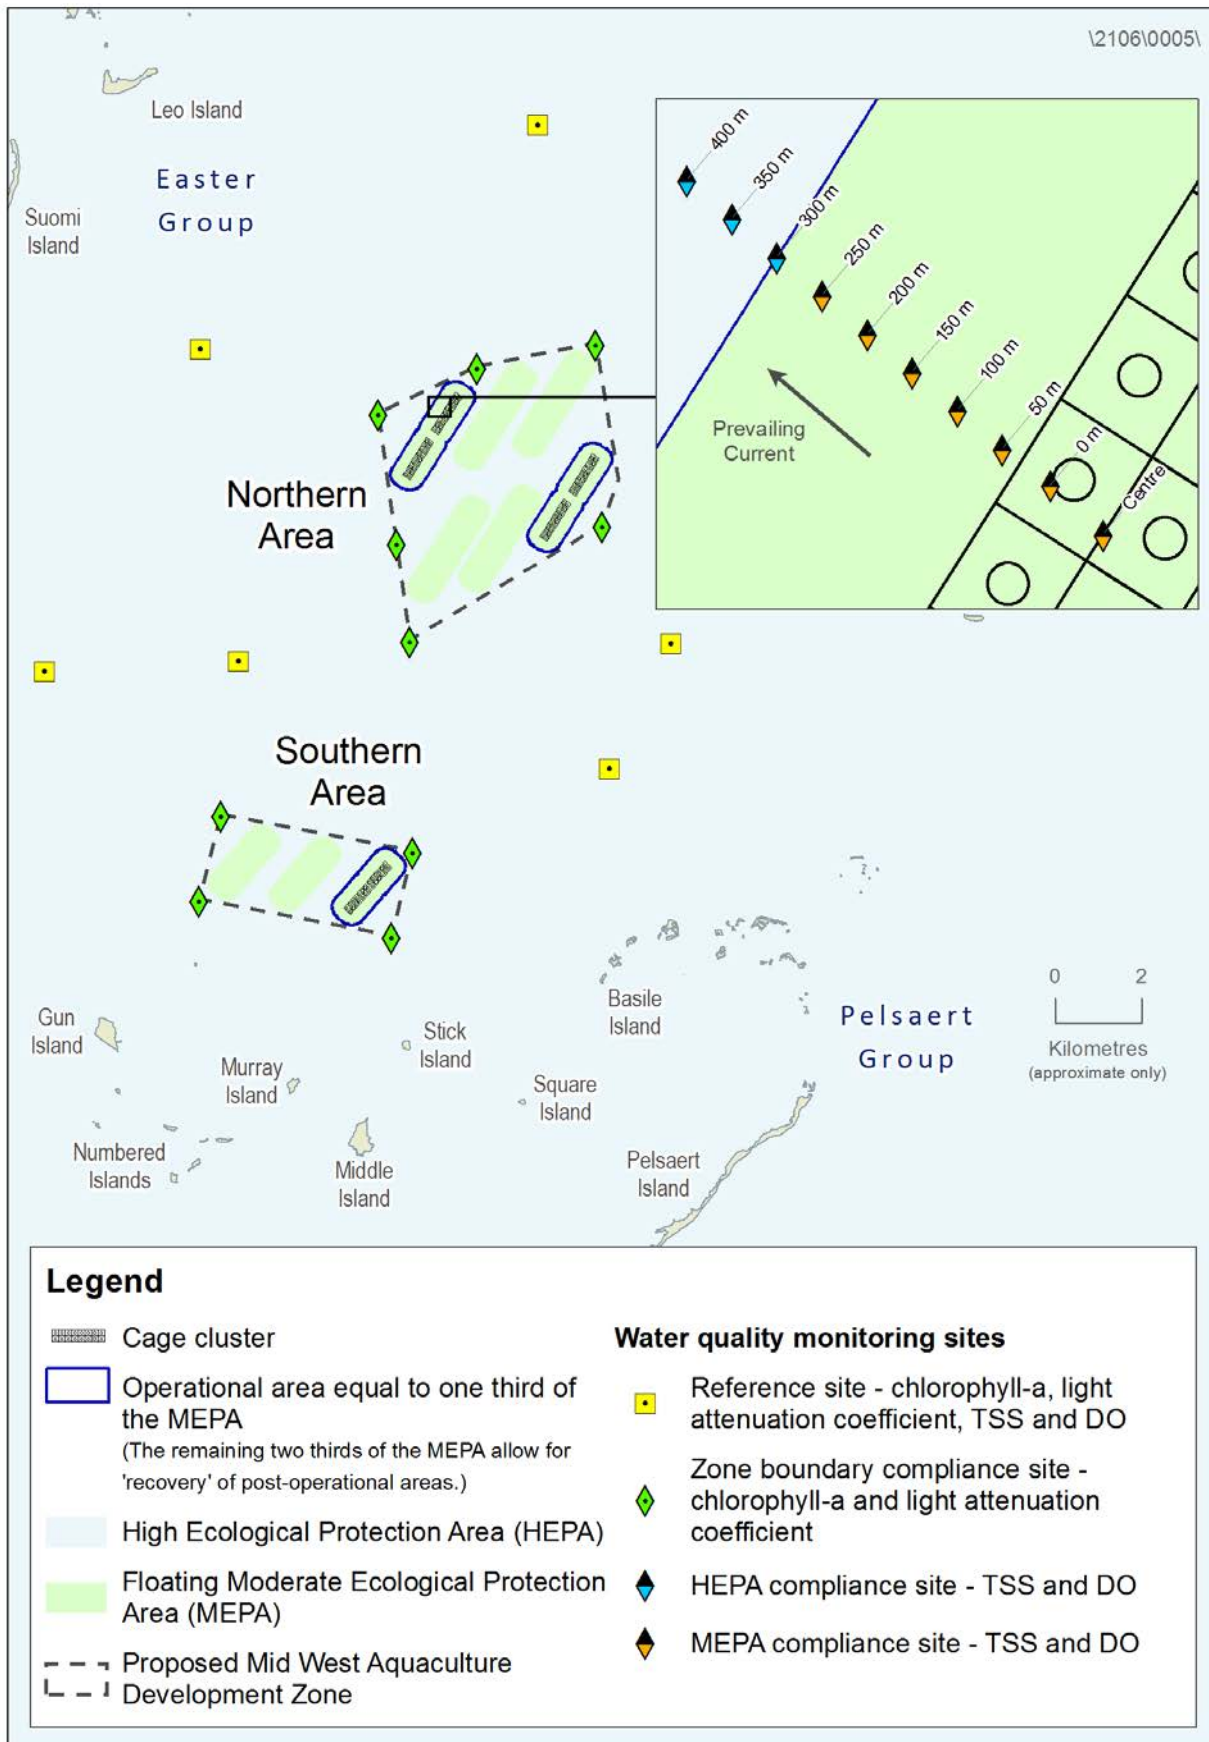 \2106\0005\
Leo Island
Easter
Group
Suomi
Island
400 m
350 m
300 m
250 m
200 m
150 m
100 m
50 m
0 m
Centre
Prevailing
Current
Northern
Area
Southern
Area
Gun
Island
Murray
Island
Stick
Island
Basile
Island
Square
Island
Numbered
Islands
Middle
Island
Pelsaert
Island
Pelsaert
Group
0 2
Kilometres
(approximate only)
Legend
Cage cluster
Operational area equal to one third of
the MEPA
(The remaining two thirds of the MEPA allow for
'recovery' of post-operational areas.)
High Ecological Protection Area (HEPA)
Floating Moderate Ecological Protection
Area (MEPA)
Proposed Mid West Aquaculture
Development Zone
Water quality monitoring sites
Reference site - chlorophyll-a, light
attenuation coefficient, TSS and DO
Zone boundary compliance site -
chlorophyll-a and light attenuation
coefficient
HEPA compliance site - TSS and DO
MEPA compliance site - TSS and DO